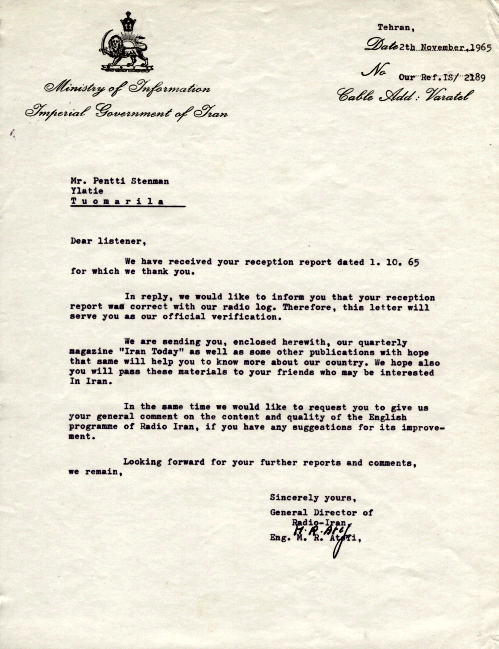 Tehran,
Date 2th November.,1965
No Our Ref.IS/ 2189
Cable Add: Varatel
Ministry of Information
Imperial Government of Iran
Mr. Pentti Stenman
Ylatie
Tuomarila
Dear listener,
We have received your reception report dated 1. 10. 65
for which we thank you.
In reply, we would like to inform you that your reception
report was correct with our radio log. Therefore, this letter will
serve you as our official verification.
We are sending you, enclosed herewith, our quarterly
magazine "Iran Today" as well as some other publications with hope
that same will help you to know more about our country. We hope also
you will pass these materials to your friends who may be interested
In Iran.
In the same time we would like to request you to give us
your general comment on the content and quality of the English
programme of Radio Iran, if you have any suggestions for its improve-
ment.
Looking forward for your further reports and comments,
we remain,
Sincerely yours,
General Director of
Radio-Iran,
Eng. M. R.